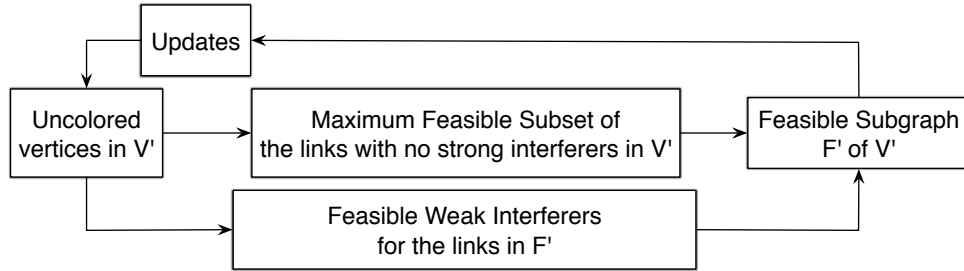 Updates
Uncolored
vertices in V'
Maximum Feasible Subset of
the links with no strong interferers in V'
Feasible Subgraph
F' of V'
Feasible Weak Interferers
for the links in F'